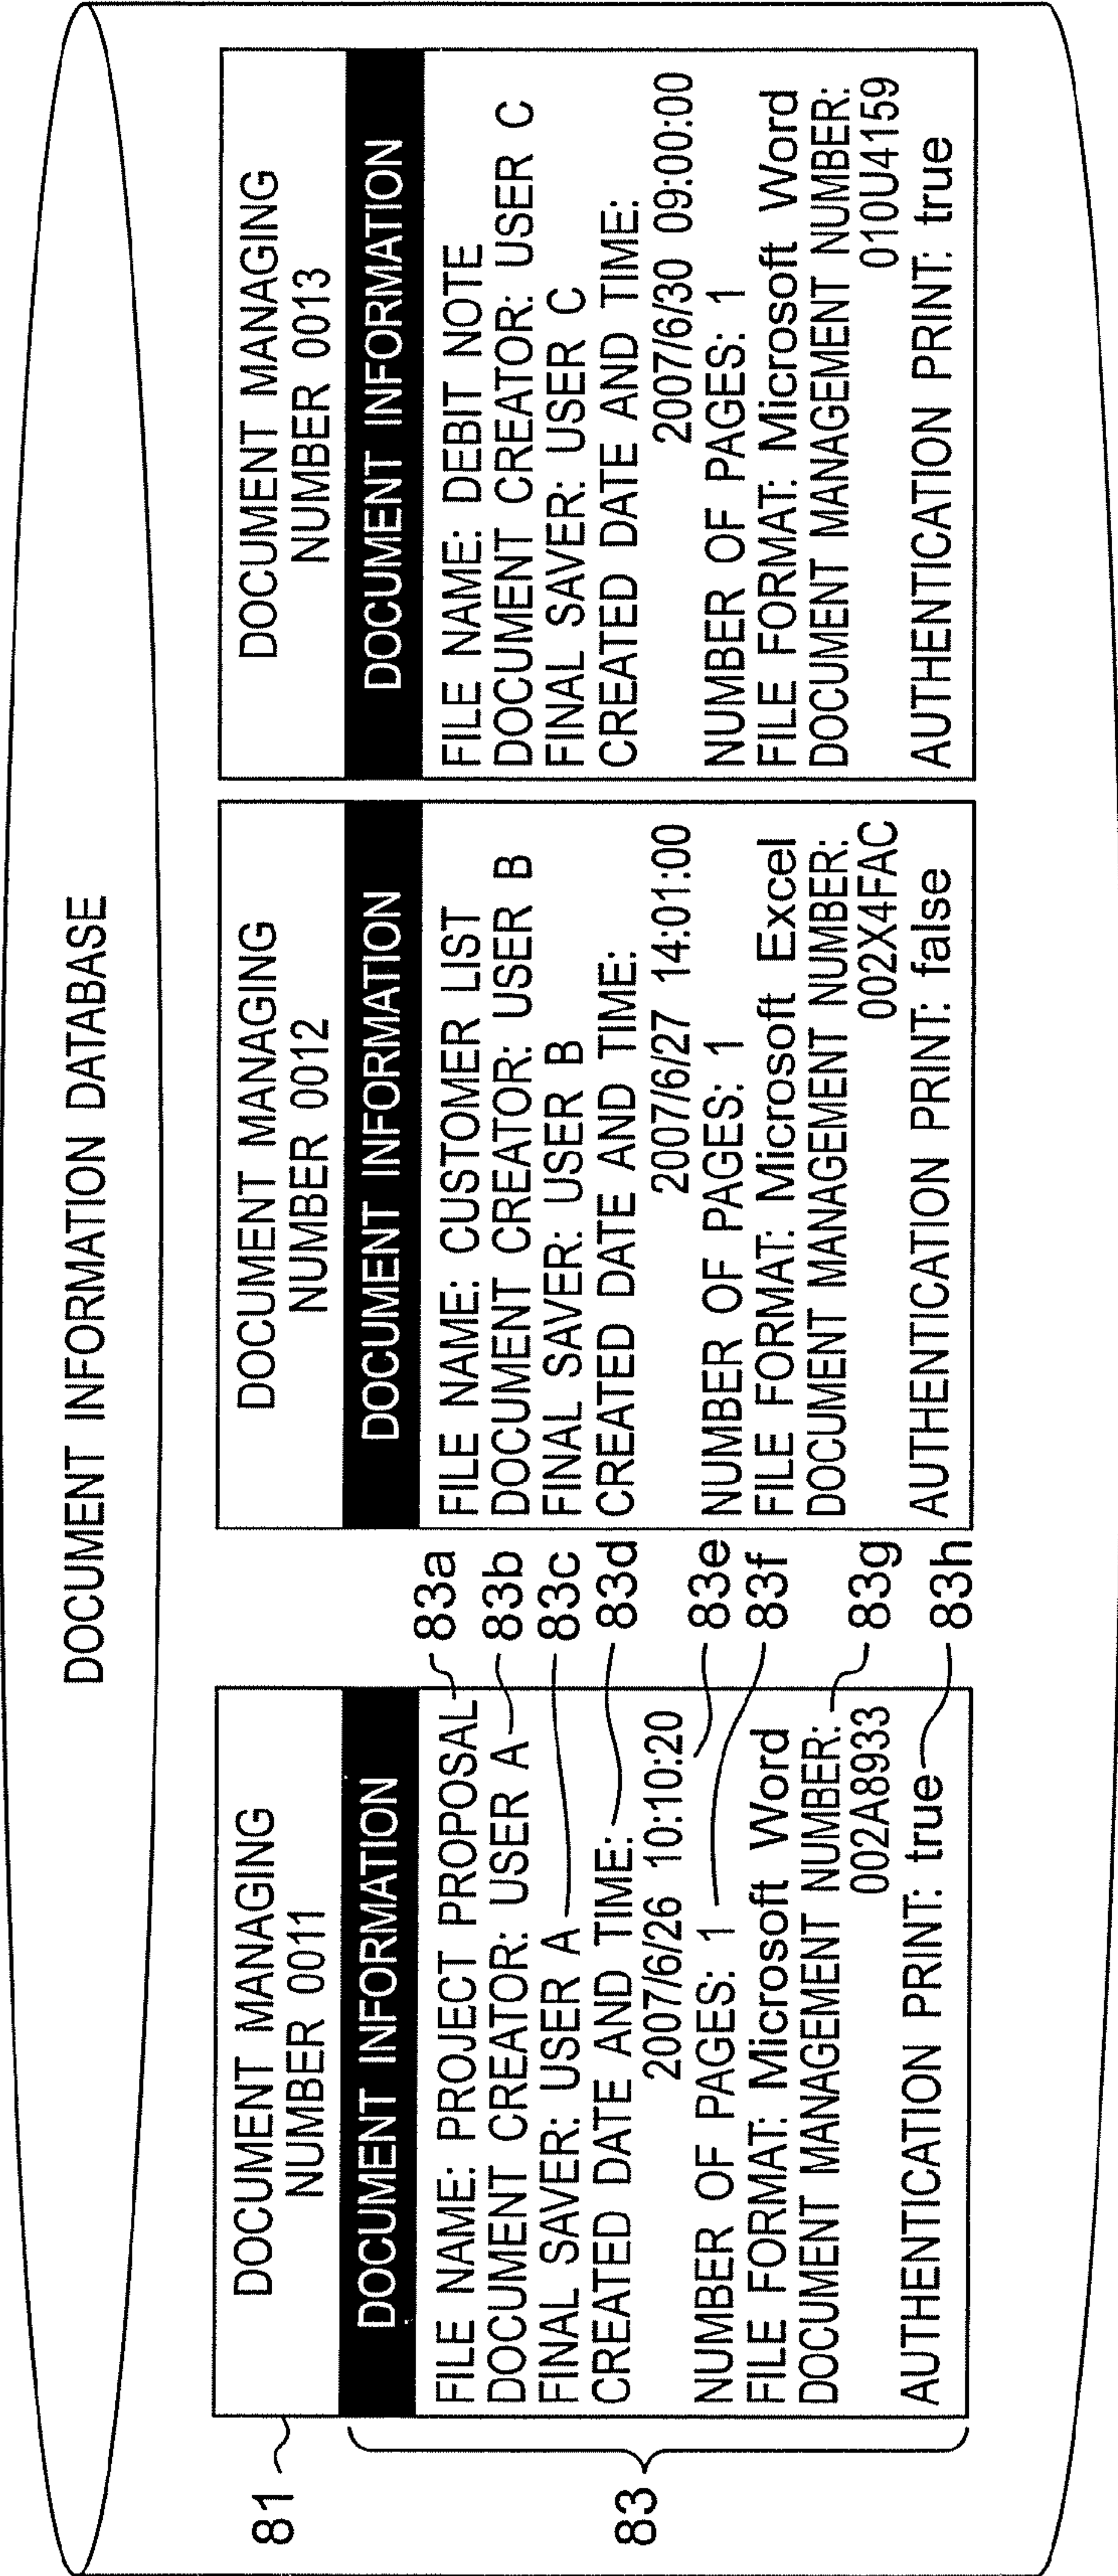 DOCUMENT INFORMATION DATABASE
81
DOCUMENT MANAGING
NUMBER 0011
DOCUMENT INFORMATION
83
FILE NAME: PROJECT PROPOSAL
DOCUMENT CREATOR: USER A
FINAL SAVER: USER A
CREATED DATE AND TIME:
2007/6/26 10:10:20
NUMBER OF PAGES: 1
FILE FORMAT: Microsoft Word
DOCUMENT MANAGEMENT NUMBER:
002A8933
AUTHENTICATION PRINT: true
83a
83b
83c
83d
83e
83f
83g
83h
DOCUMENT MANAGING
NUMBER 0012
DOCUMENT INFORMATION
FILE NAME: CUSTOMER LIST
DOCUMENT CREATOR: USER B
FINAL SAVER: USER B
CREATED DATE AND TIME:
2007/6/27 14:01:00
NUMBER OF PAGES: 1
FILE FORMAT: Microsoft Excel
DOCUMENT MANAGEMENT NUMBER:
002X4FAC
AUTHENTICATION PRINT: false
DOCUMENT MANAGING
NUMBER 0013
DOCUMENT INFORMATION
FILE NAME: DEBIT NOTE
DOCUMENT CREATOR: USER C
FINAL SAVER: USER C
CREATED DATE AND TIME:
2007/6/30 09:00:00
NUMBER OF PAGES: 1
FILE FORMAT: Microsoft Word
DOCUMENT MANAGEMENT NUMBER:
010U4159
AUTHENTICATION PRINT: true